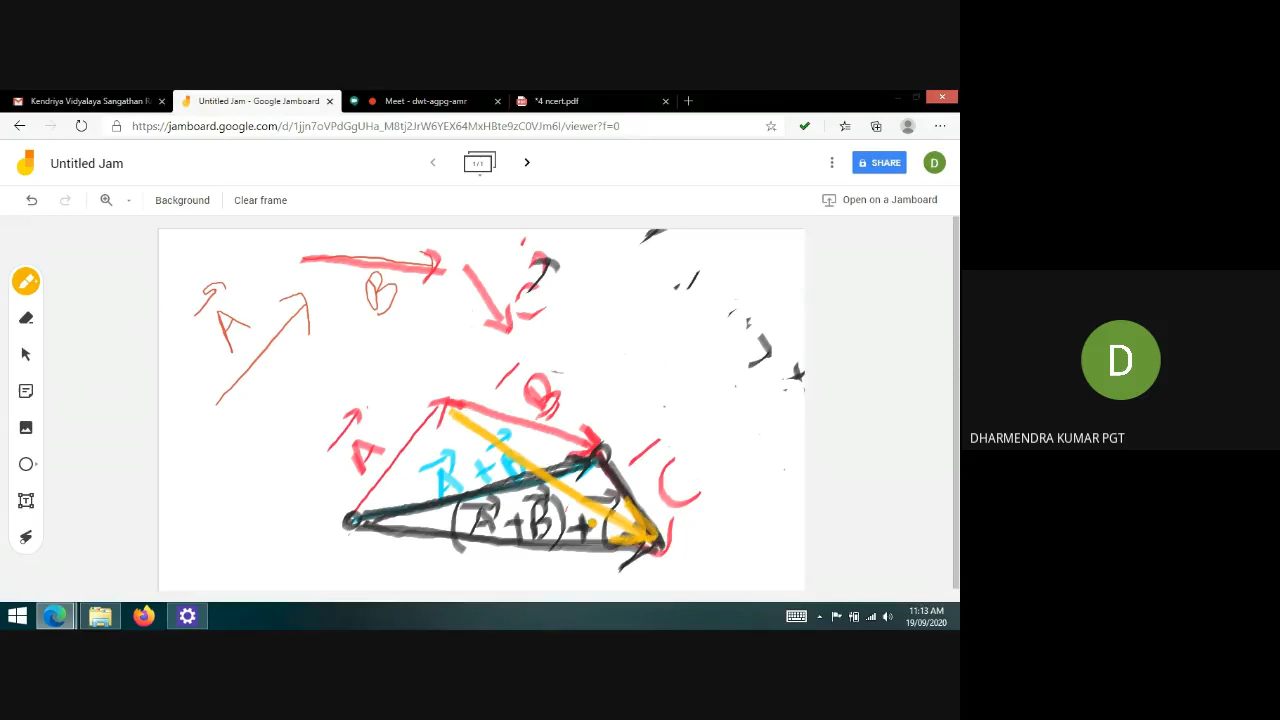 Kendriya Vidyalaya Sangathan R
Untitled Jam - Google Jamboard
Meet - dwt-agpg-amr
*4 ncert.pdf
https://jamboard.google.com/d/1jjn7oVPdGgUHa_M8tj2JrW6YEX64MxHBte9zC0VJm6I/viewer?f=0
Untitled Jam
1/1
SHARE
D
Background
Clear frame
Open on a Jamboard
A
B
A
B
A + B
C
(A + B) +
D
DHARMENDRA KUMAR PGT
11:13 AM
19/09/2020